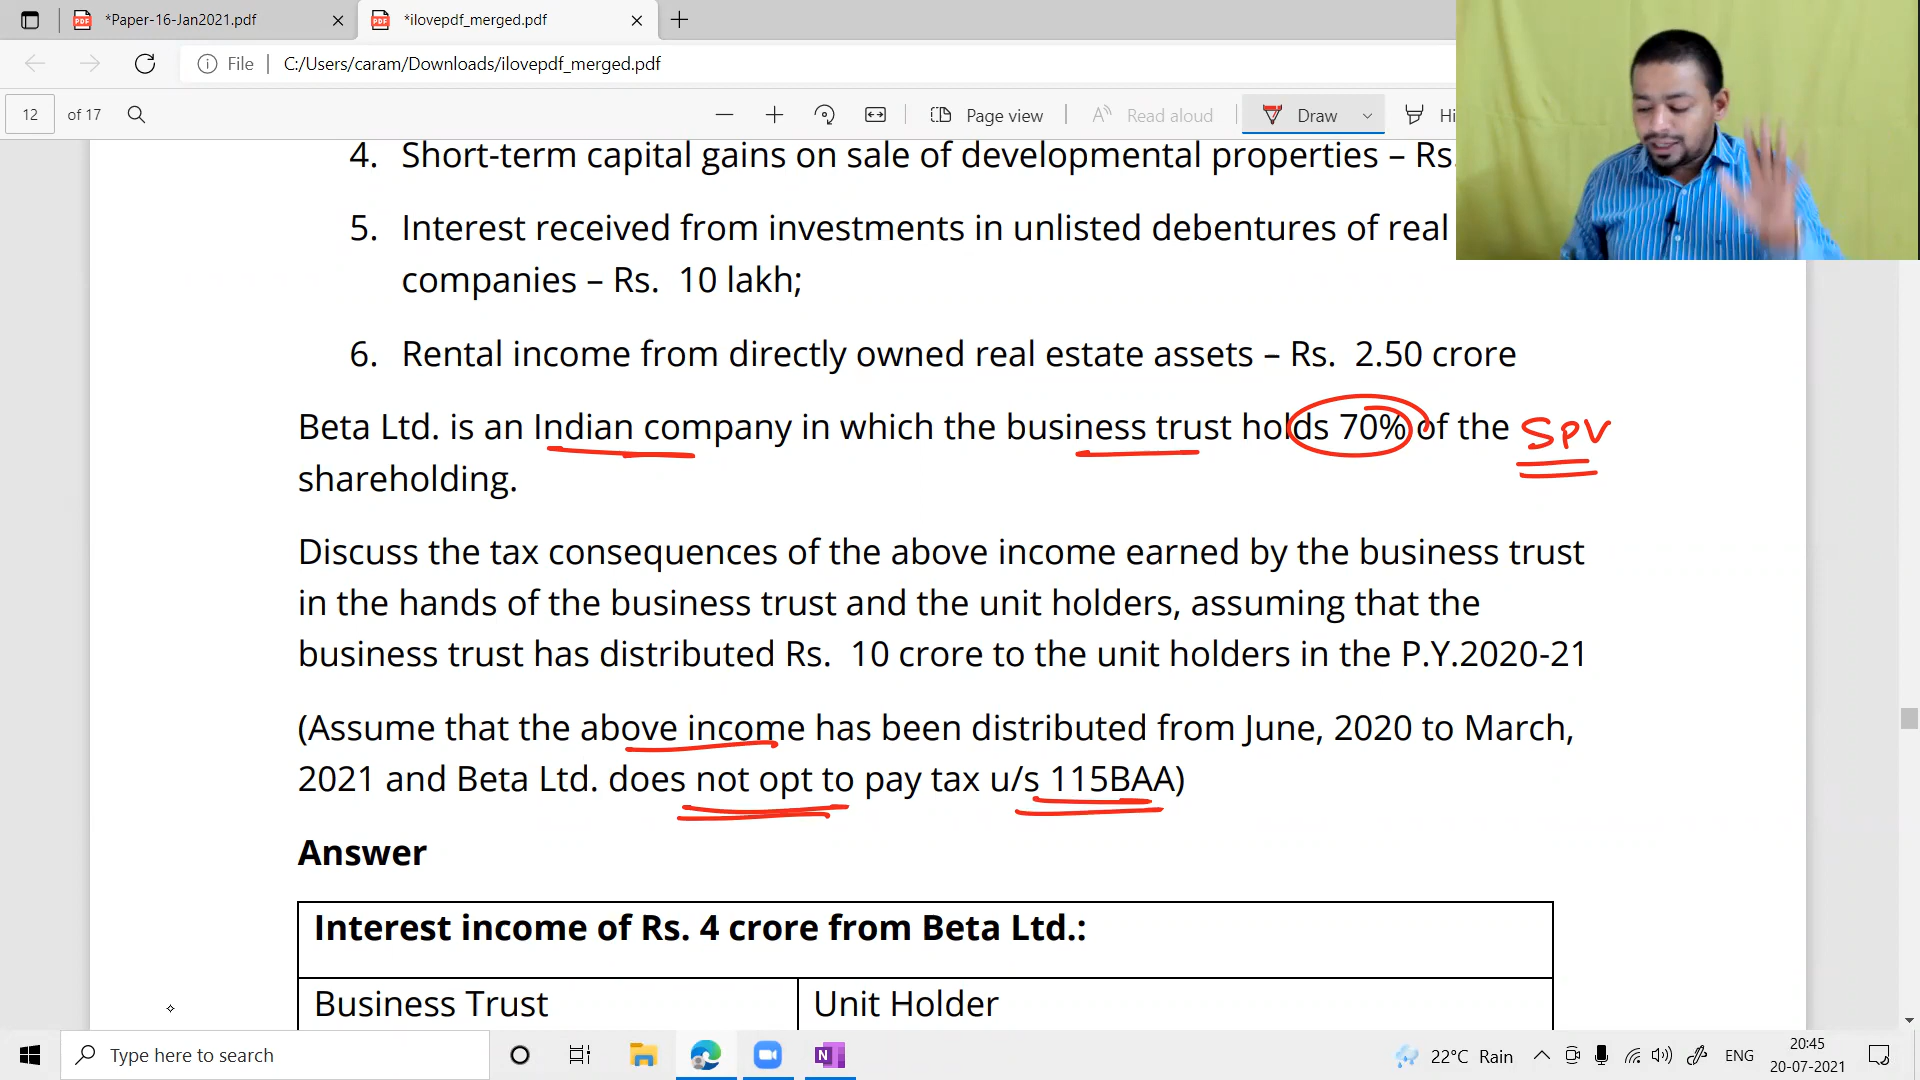 *Paper-16-Jan2021.pdf
*ilovepdf_merged.pdf
File
C:/Users/caram/Downloads/ilovepdf_merged.pdf
12 of 17
Page view
Read aloud
Draw
Hi
4. Short-term capital gains on sale of developmental properties – Rs.
5. Interest received from investments in unlisted debentures of real
companies – Rs. 10 lakh;
6. Rental income from directly owned real estate assets – Rs. 2.50 crore
Beta Ltd. is an Indian company in which the business trust holds 70% of the SPV
shareholding.
Discuss the tax consequences of the above income earned by the business trust
in the hands of the business trust and the unit holders, assuming that the
business trust has distributed Rs. 10 crore to the unit holders in the P.Y.2020-21
(Assume that the above income has been distributed from June, 2020 to March,
2021 and Beta Ltd. does not opt to pay tax u/s 115BAA)
Answer
Interest income of Rs. 4 crore from Beta Ltd.:
Business Trust
Unit Holder
Type here to search
22°C Rain
ENG
20:45
20-07-2021